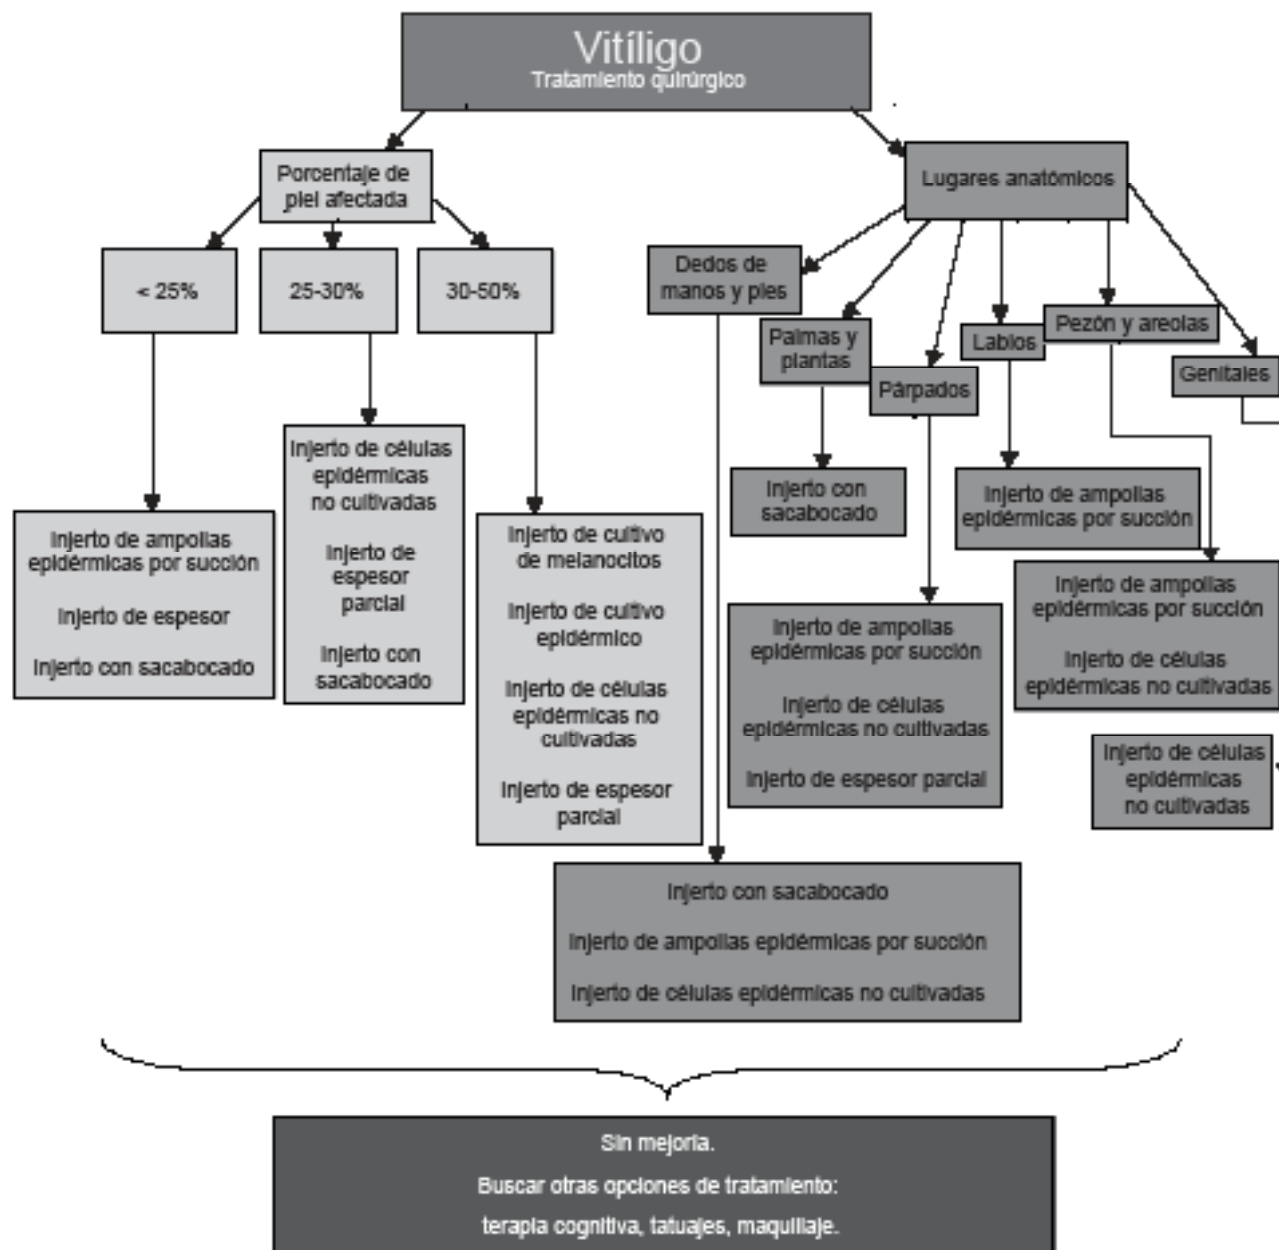 Vitíligo
Tratamiento quirúrgico
Porcentaje de
piel afectada
< 25%
25-30%
30-50%
Injerto de ampollas
epidérmicas por succión
Injerto de espesor
Injerto con sacabocado
Injerto de células
epidérmicas
no cultivadas
Injerto de
espesor
parcial
Injerto con
sacabocado
Injerto de cultivo
de melanocitos
Injerto de cultivo
epidérmico
Injerto de células
epidérmicas no
cultivadas
Injerto de espesor
parcial
Lugares anatómicos
Dedos de
manos y pies
Palmas y
plantas
Párpados
Labios
Pezón y areolas
Genitales
Injerto con
sacabocado
Injerto de ampollas
epidérmicas por succión
Injerto de ampollas
epidérmicas por succión
Injerto de células
epidérmicas no cultivadas
Injerto de ampollas
epidérmicas por succión
Injerto de células
epidérmicas no cultivadas
Injerto de espesor parcial
Injerto de células
epidérmicas
no cultivadas
Injerto con sacabocado
Injerto de ampollas epidérmicas por succión
Injerto de células epidérmicas no cultivadas
Sin mejoría.
Buscar otras opciones de tratamiento:
terapia cognitiva, tatuajes, maquillaje.